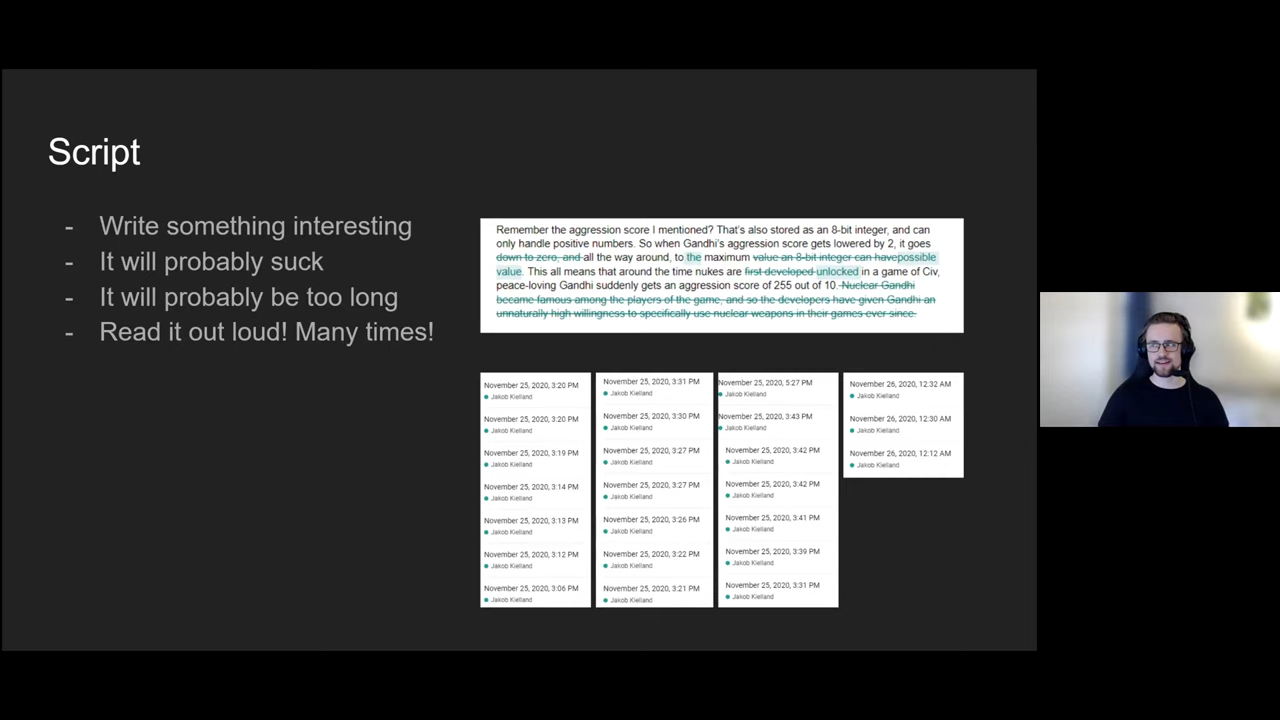 Script
- Write something interesting
- It will probably suck
- It will probably be too long
- Read it out loud! Many times!
Remember the aggression score I mentioned? That's also stored as an 8-bit integer, and can
only handle positive numbers. So when Gandhi's aggression score gets lowered by 2, it goes
down to zero, and all the way around, to the maximum value an 8-bit integer can havepossible
value. This all means that around the time nukes are first developed unlocked in a game of Civ,
peace-loving Gandhi suddenly gets an aggression score of 255 out of 10. Nuclear Gandhi
became famous among the players of the game, and so the developers have given Gandhi an
unnaturally high willingness to specifically use nuclear weapons in their games ever since.
November 25, 2020, 3:20 PM
Jakob Kielland
November 25, 2020, 3:20 PM
Jakob Kielland
November 25, 2020, 3:19 PM
Jakob Kielland
November 25, 2020, 3:14 PM
Jakob Kielland
November 25, 2020, 3:13 PM
Jakob Kielland
November 25, 2020, 3:12 PM
Jakob Kielland
November 25, 2020, 3:06 PM
Jakob Kielland
November 25, 2020, 3:31 PM
Jakob Kielland
November 25, 2020, 3:30 PM
Jakob Kielland
November 25, 2020, 3:27 PM
Jakob Kielland
November 25, 2020, 3:27 PM
Jakob Kielland
November 25, 2020, 3:26 PM
Jakob Kielland
November 25, 2020, 3:22 PM
Jakob Kielland
November 25, 2020, 3:21 PM
Jakob Kielland
November 25, 2020, 5:27 PM
Jakob Kielland
November 25, 2020, 3:43 PM
Jakob Kielland
November 25, 2020, 3:42 PM
Jakob Kielland
November 25, 2020, 3:42 PM
Jakob Kielland
November 25, 2020, 3:41 PM
Jakob Kielland
November 25, 2020, 3:39 PM
Jakob Kielland
November 25, 2020, 3:31 PM
Jakob Kielland
November 26, 2020, 12:32 AM
Jakob Kielland
November 26, 2020, 12:30 AM
Jakob Kielland
November 26, 2020, 12:12 AM
Jakob Kielland